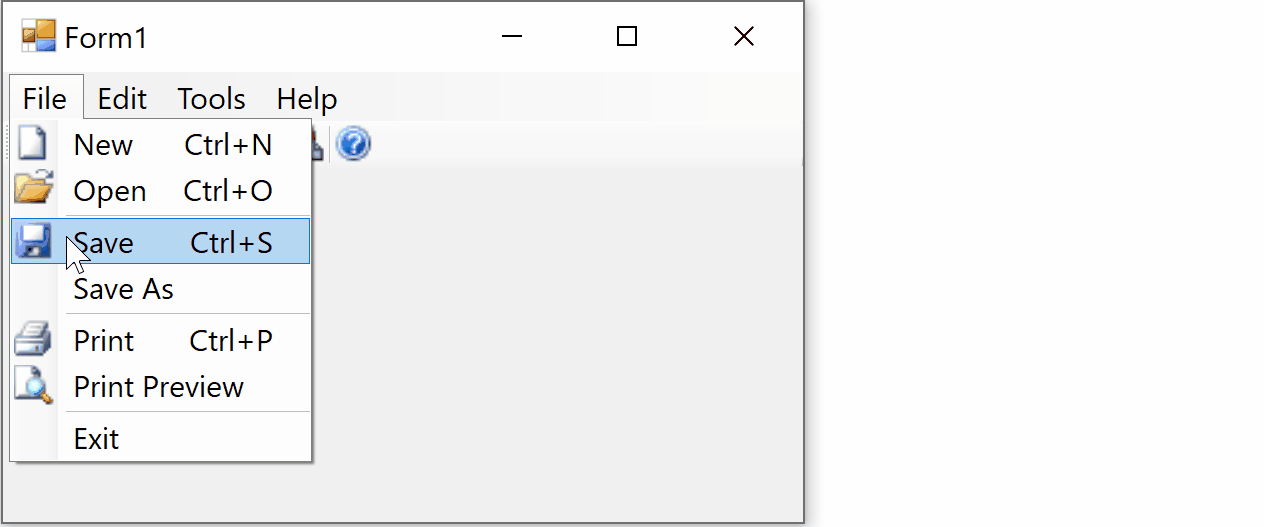 Form1
File Edit Tools Help
New Ctrl+N
Open Ctrl+O
Save Ctrl+S
Save As
Print Ctrl+P
Print Preview
Exit